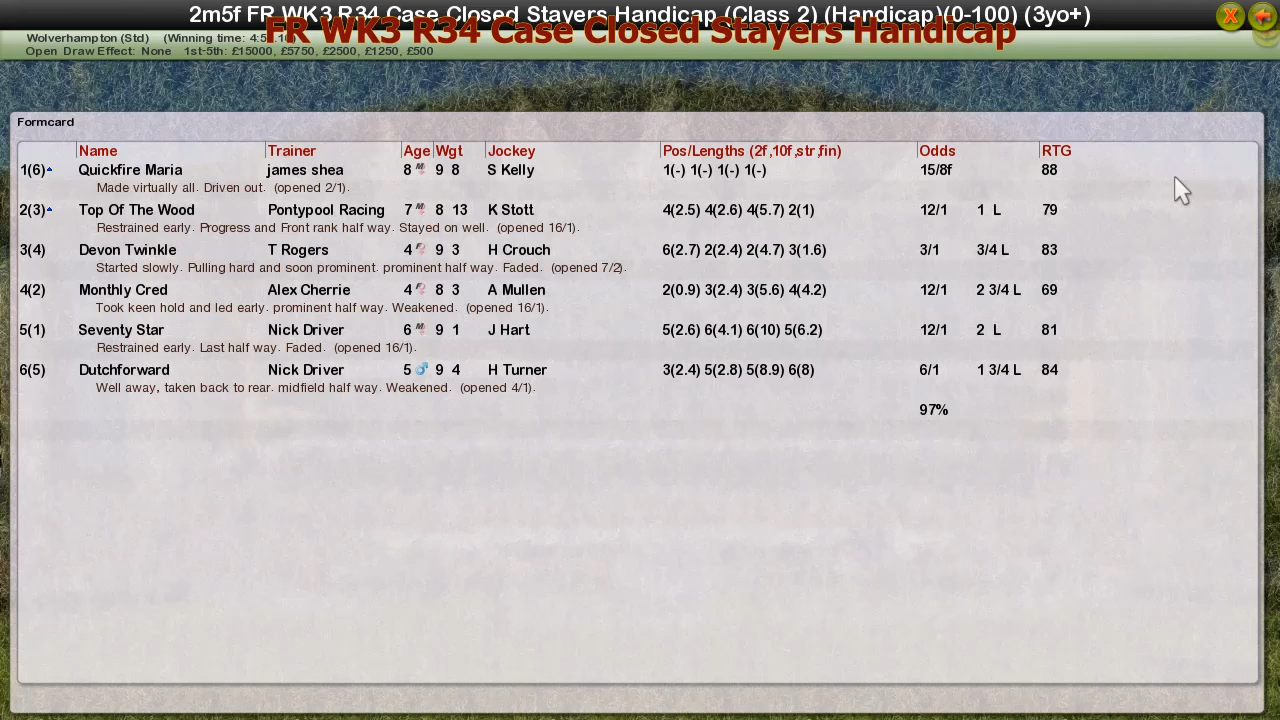 2m5f FR WK3 R34 Case Closed Stayers Handicap (Class 2) (Handicap)(0-100) (3yo+)
FR WK3 R34 Case Closed Stayers Handicap
Wolverhampton (Std) (Winning time:
Open Draw Effect: None 1st-5th: £15000, £5750, £2500, £1250, £500
Formcard
Name Trainer Age Wgt Jockey Pos/Lengths (2f,10f,str,fin) Odds RTG
1(6) Quickfire Maria james shea 8 9 8 S Kelly 1(-) 1(-) 1(-) 1(-) 15/8f 88
Made virtually all. Driven out. (opened 2/1).
2(3) Top Of The Wood Pontypool Racing 7 8 13 K Stott 4(2.5) 4(2.6) 4(5.7) 2(1) 12/1 1 L 79
Restrained early. Progress and Front rank half way. Stayed on well. (opened 16/1).
3(4) Devon Twinkle T Rogers 4 9 3 H Crouch 6(2.7) 2(2.4) 2(4.7) 3(1.6) 3/1 3/4 L 83
Started slowly. Pulling hard and soon prominent. prominent half way. Faded. (opened 7/2).
4(2) Monthly Cred Alex Cherrie 4 8 3 A Mullen 2(0.9) 3(2.4) 3(5.6) 4(4.2) 12/1 2 3/4 L 69
Took keen hold and led early. prominent half way. Weakened. (opened 16/1).
5(1) Seventy Star Nick Driver 6 9 1 J Hart 5(2.6) 6(4.1) 6(10) 5(6.2) 12/1 2 L 81
Restrained early. Last half way. Faded. (opened 16/1).
6(5) Dutchforward Nick Driver 5 9 4 H Turner 3(2.4) 5(2.8) 5(8.9) 6(8) 6/1 1 3/4 L 84
Well away, taken back to rear. midfield half way. Weakened. (opened 4/1).
97%